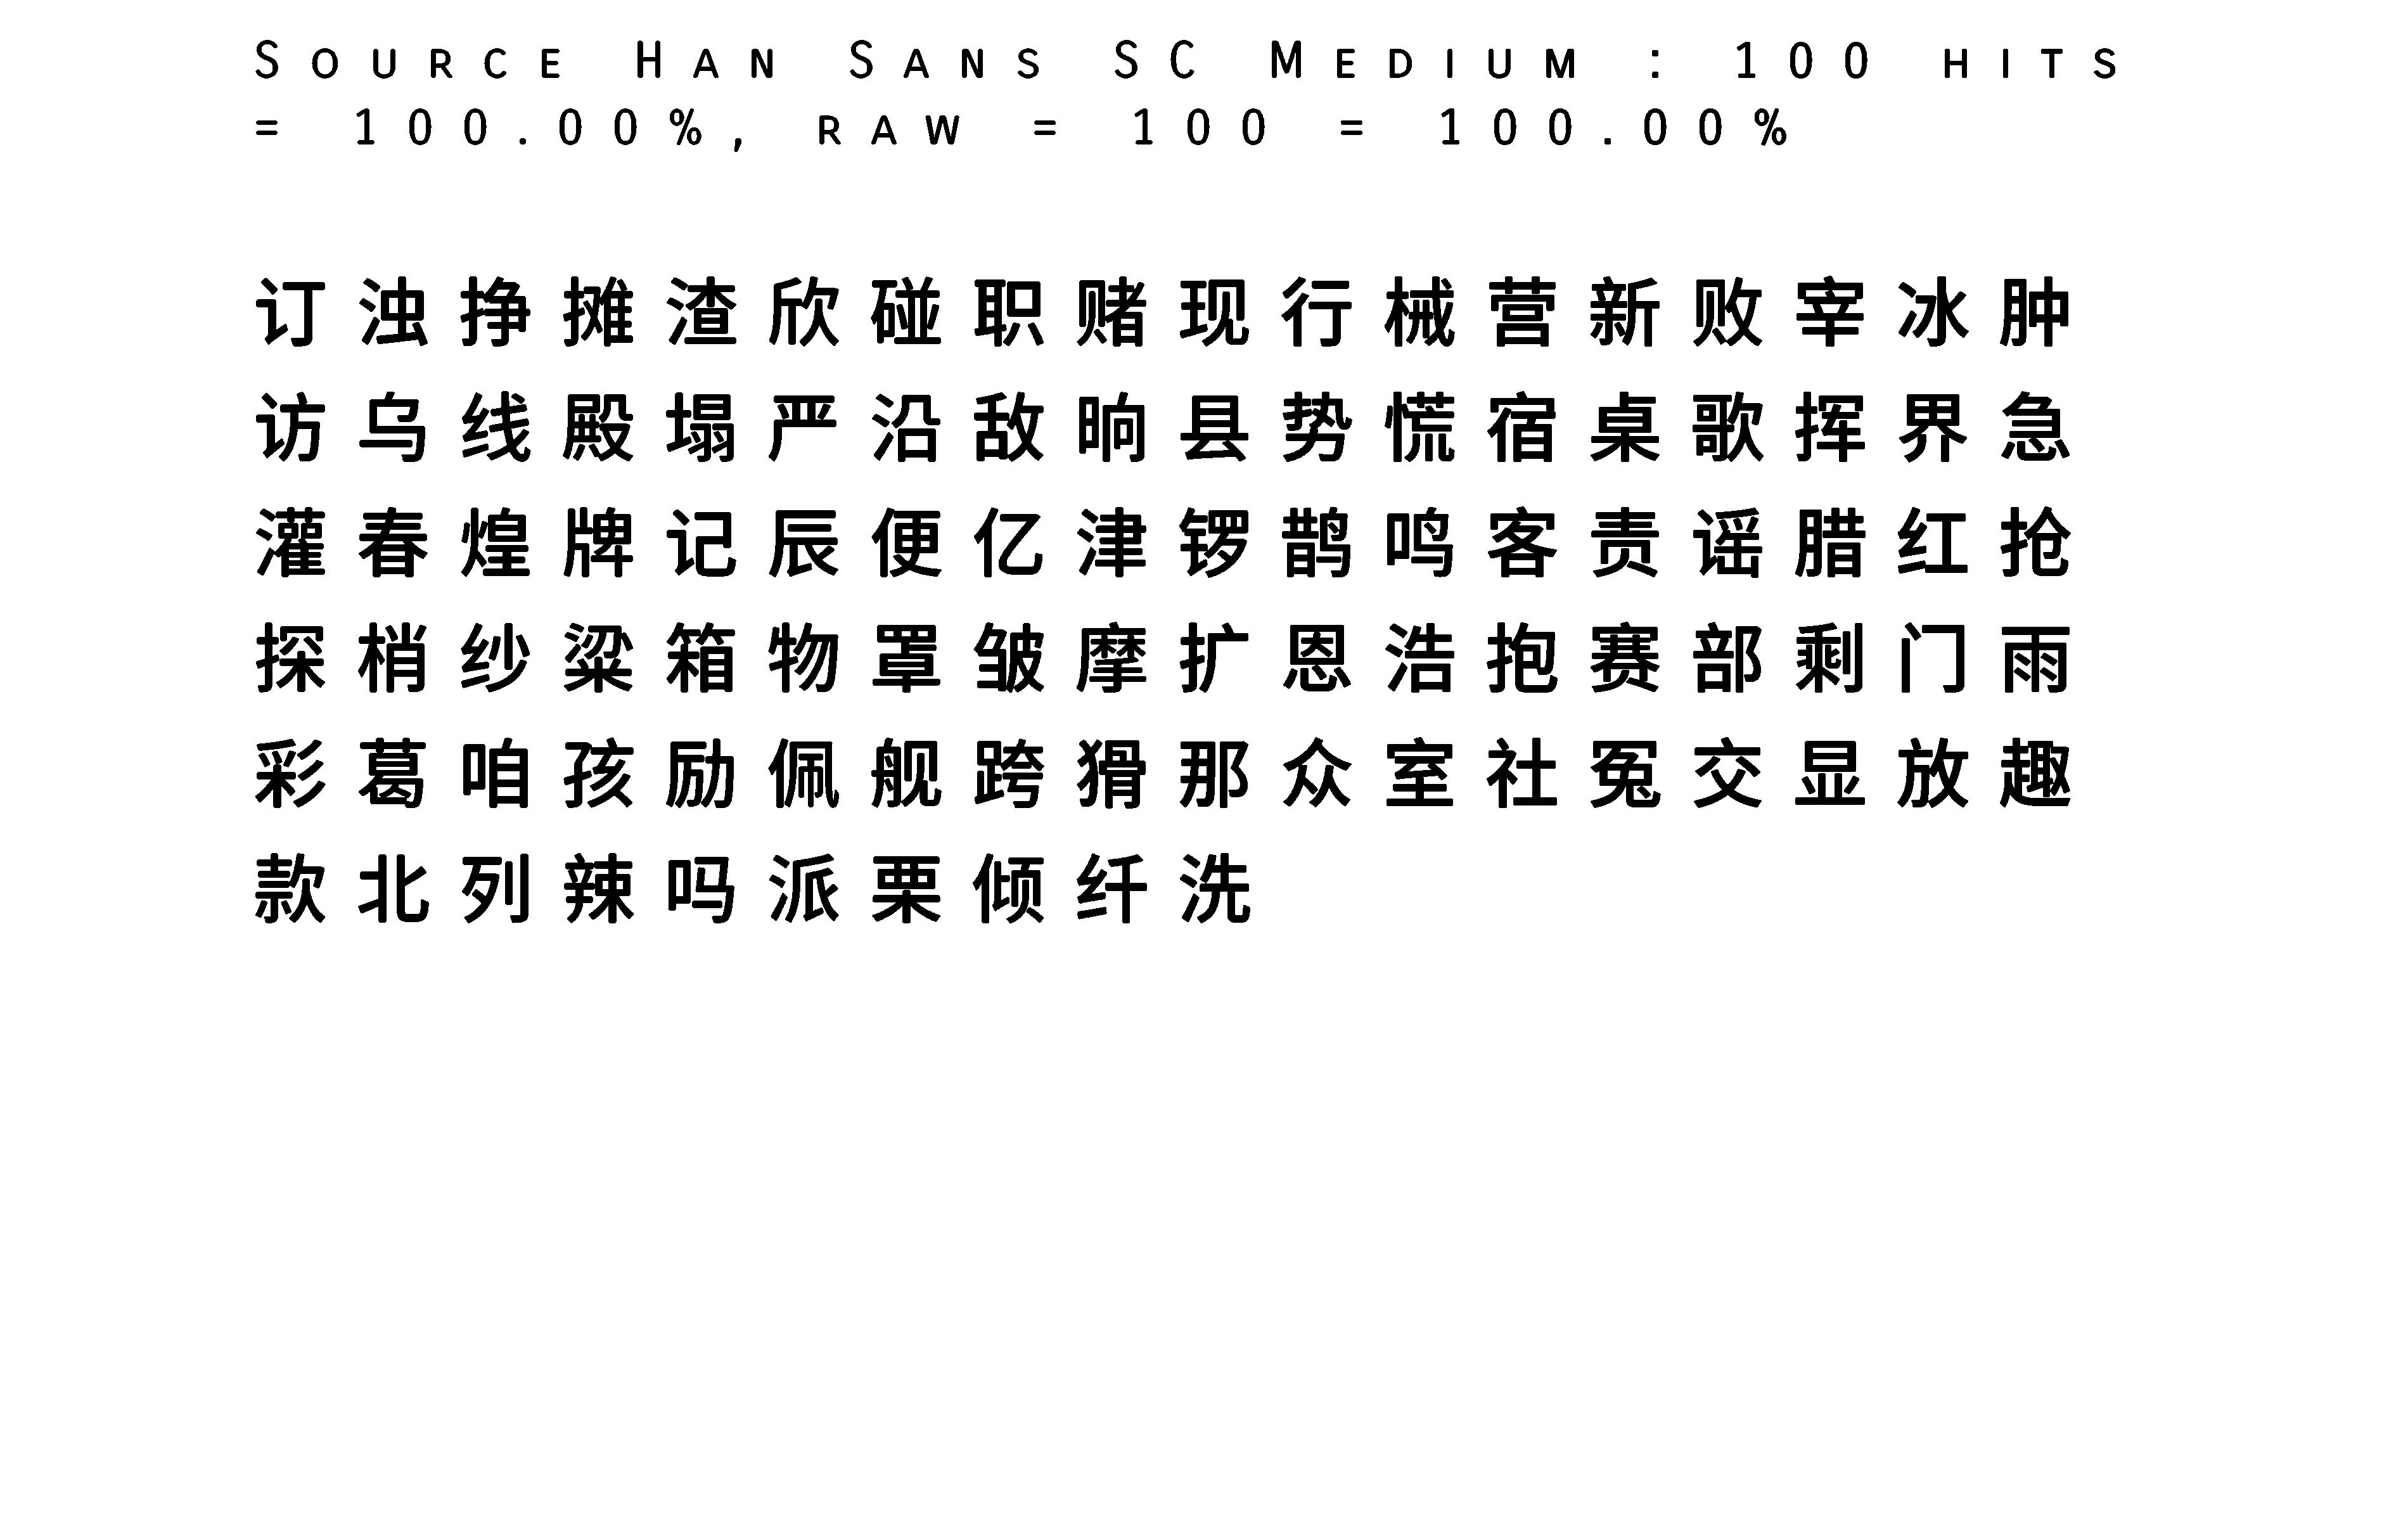 Source Han Sans SC Medium : 100 hits
= 100.00%, raw = 100 = 100.00%
订浊挣摊渣欣碰职赌现行械营新败宰冰肿
访乌线殿塌严沿敌晌县势慌宿桌歌挥界急
灌春煌牌记辰便亿津锣鹊鸣客责谣腊红抢
探梢纱粱箱物罩皱摩扩恩浩抱赛部剩门雨
彩葛咱孩励佩舰跨猾那众室社冤交显放趣
款北列辣吗派栗倾纤洗